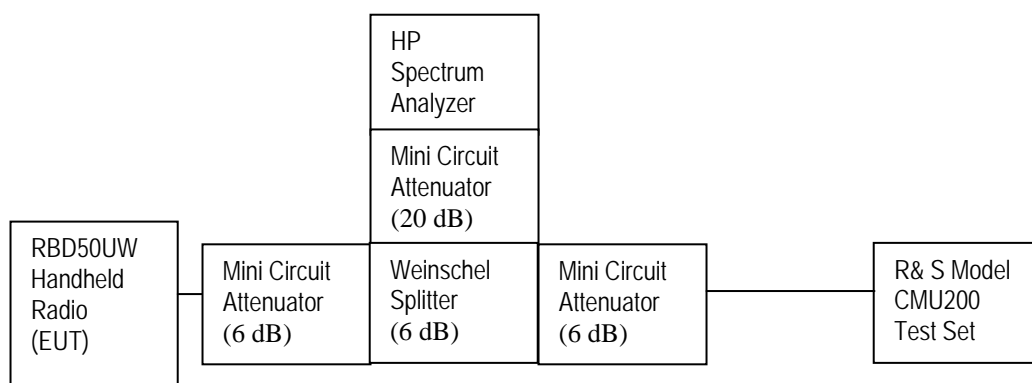 HP
Spectrum
Analyzer
Mini Circuit
Attenuator
(20 dB)
RBD50UW
Handheld
Radio
(EUT)
Mini Circuit
Attenuator
(6 dB)
Weinschel
Splitter
(6 dB)
Mini Circuit
Attenuator
(6 dB)
R& S Model
CMU200
Test Set